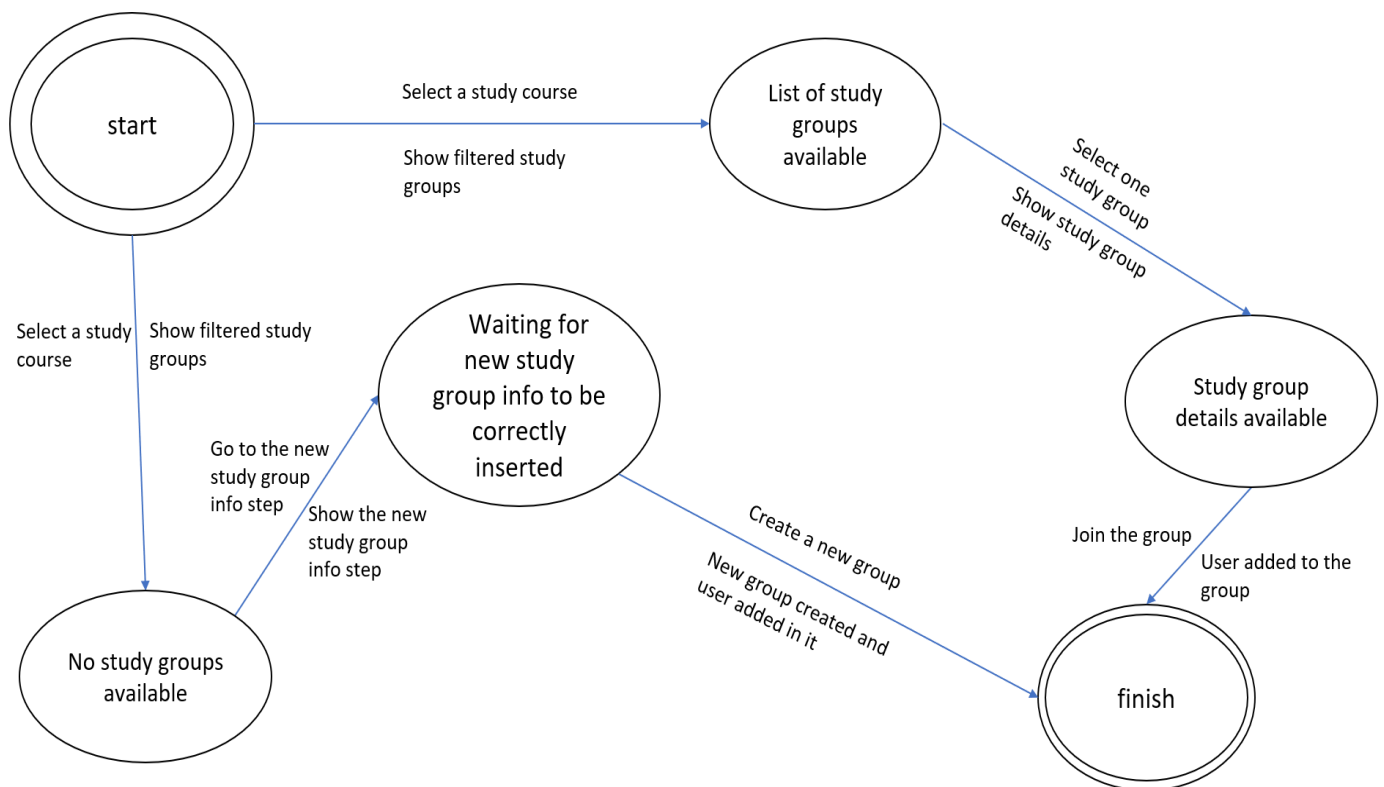 start
Select a study course
Show filtered study
groups
List of study
groups
available
Select one
study group
Show study group
details
Select a study
course
Show filtered study
groups
Waiting for
new study
group info to be
correctly
inserted
Study group
details available
Go to the new
study group
info step
Show the new
study group
info step
Create a new group
New group created and
user added in it
Join the group
User added to the
group
No study groups
available
finish